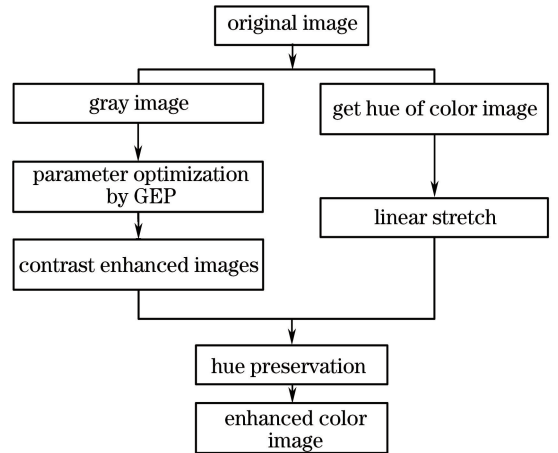 original image
gray image
get hue of color image
parameter optimization
by GEP
linear stretch
contrast enhanced images
hue preservation
enhanced color
image